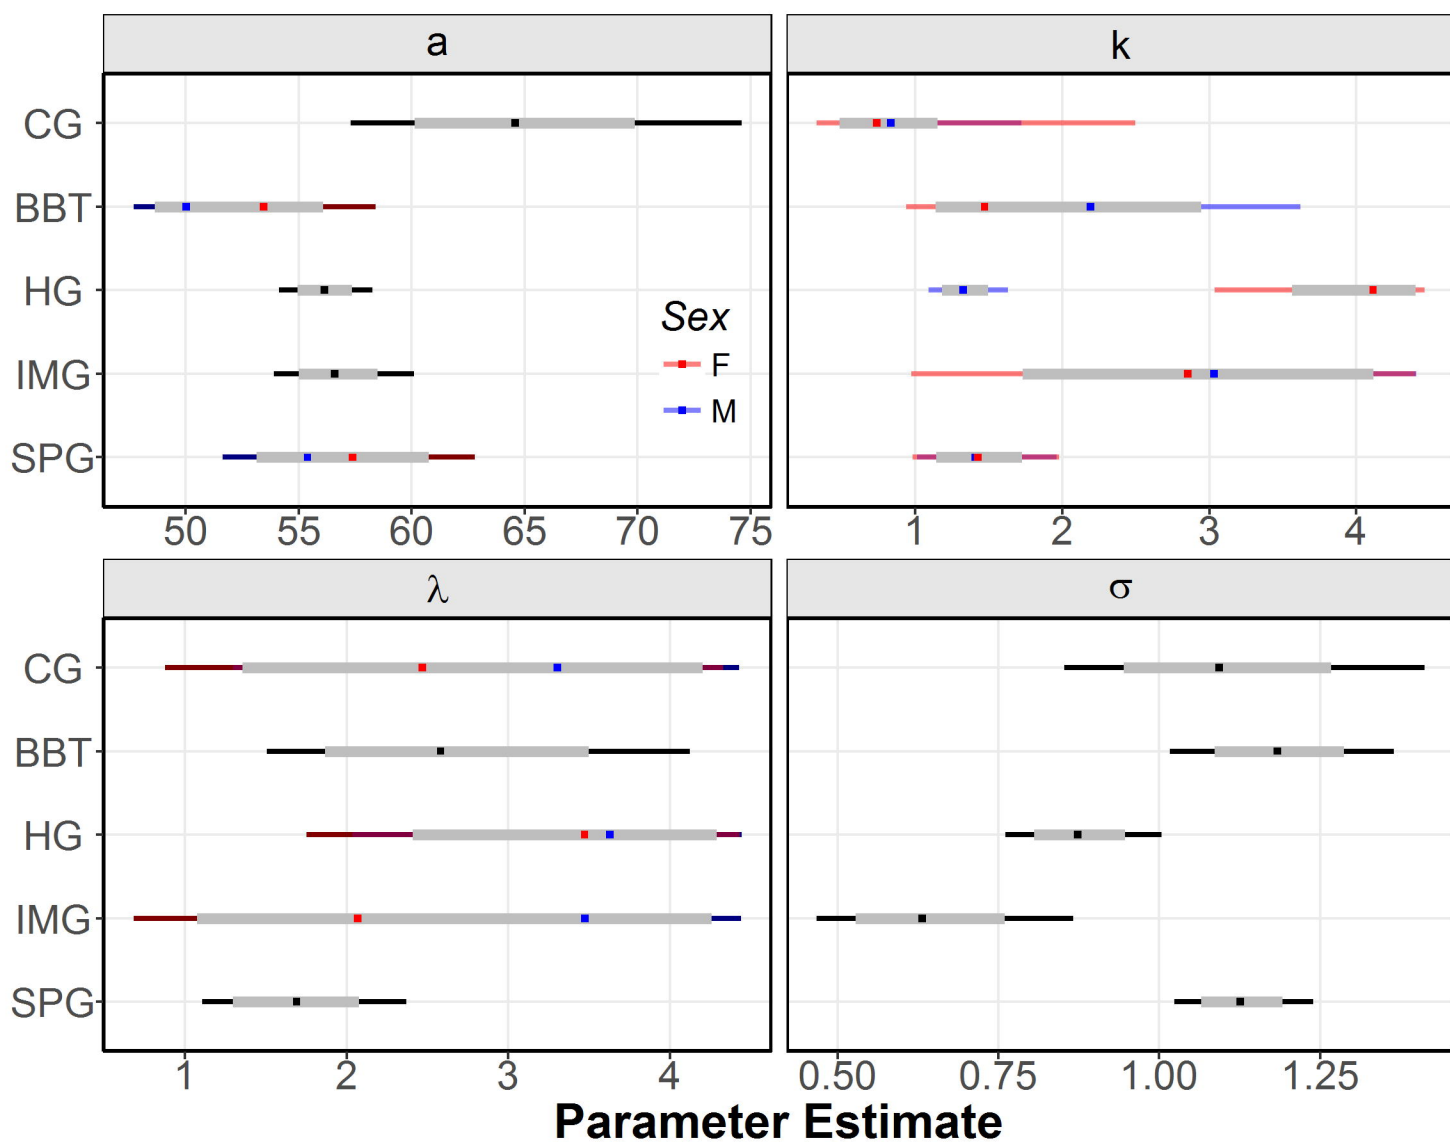 a
k
CG
BBT
HG
IMG
SPG
Sex
F
M
50 55 60 65 70 75
1 2 3 4
λ
σ
CG
BBT
HG
IMG
SPG
1 2 3 4
0.50 0.75 1.00 1.25
Parameter Estimate